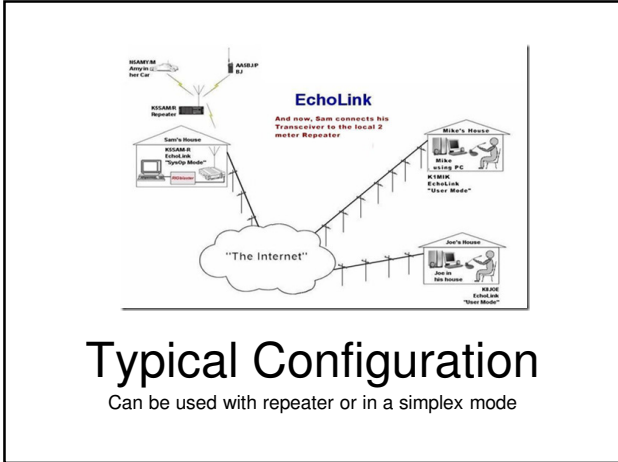 N5AMY/M
Amy in
her Car
AA5BJ/P
BJ
K5SAM/R
Repeater
EchoLink
And now, Sam connects his
Transceiver to the local 2
meter Repeater
Sam's House
K5SAM-R
EchoLink
"SysOp Mode"
Mike's House
Mike
using PC
K1MIK
EchoLink
"User Mode"
"The Internet"
Joe's House
Joe in
his house
K8JOE
EchoLink
"User Mode"
Typical Configuration
Can be used with repeater or in a simplex mode